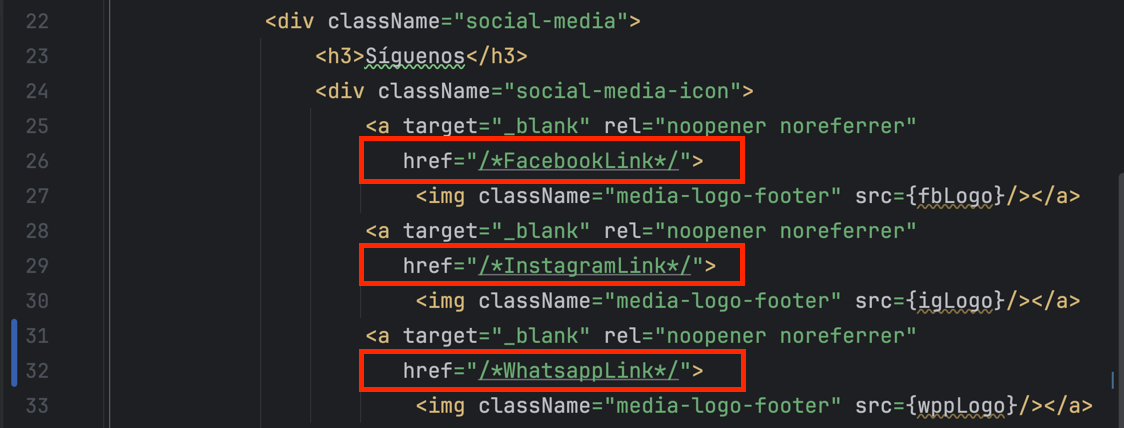 22 <div className="social-media">
23 <h3>Síguenos</h3>
24 <div className="social-media-icon">
25 <a target="_blank" rel="noopener noreferrer"
26 href="/*FacebookLink*/">
27 <img className="media-logo-footer" src={fbLogo}/></a>
28 <a target="_blank" rel="noopener noreferrer"
29 href="/*InstagramLink*/">
30 <img className="media-logo-footer" src={igLogo}/></a>
31 <a target="_blank" rel="noopener noreferrer"
32 href="/*WhatsappLink*/">
33 <img className="media-logo-footer" src={wppLogo}/></a>